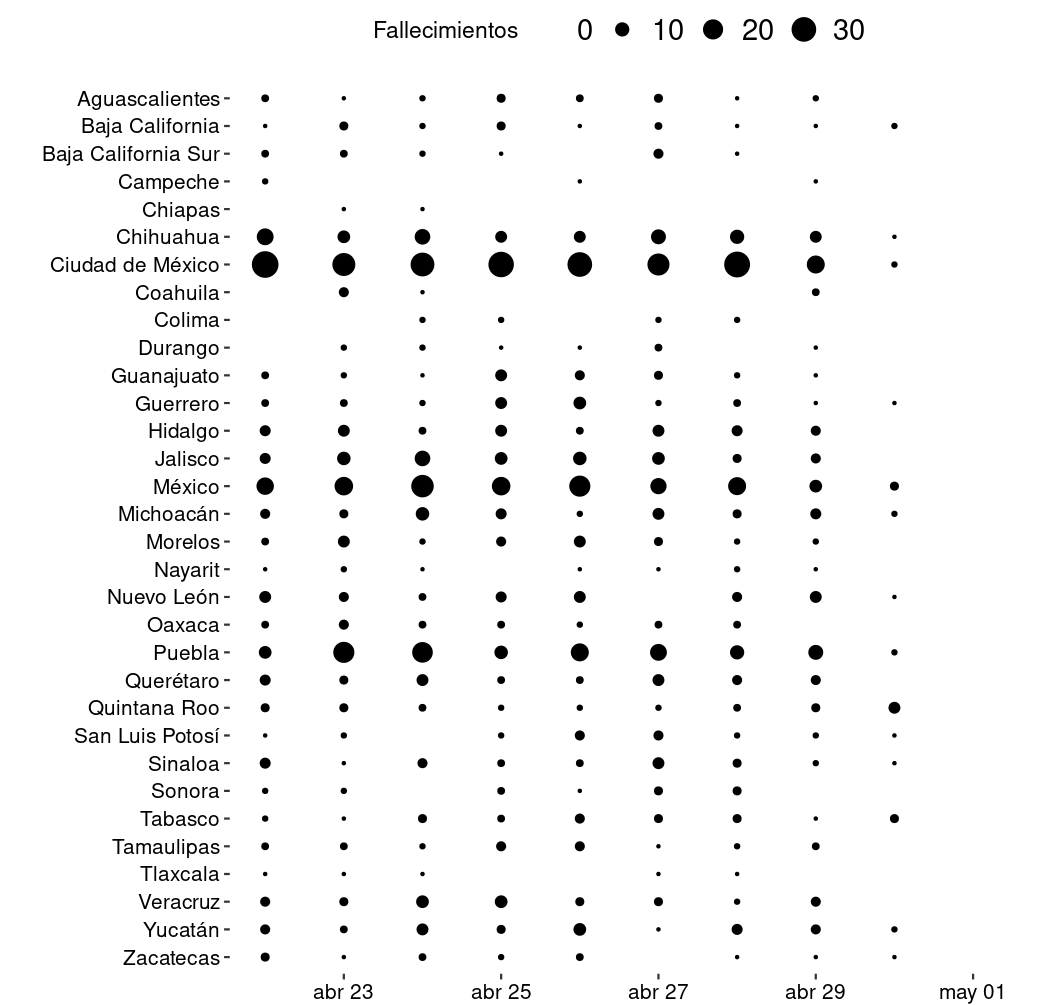 Fallecimientos 0 10 20 30
Aguascalientes
Baja California
Baja California Sur
Campeche
Chiapas
Chihuahua
Ciudad de México
Coahuila
Colima
Durango
Guanajuato
Guerrero
Hidalgo
Jalisco
México
Michoacán
Morelos
Nayarit
Nuevo León
Oaxaca
Puebla
Querétaro
Quintana Roo
San Luis Potosí
Sinaloa
Sonora
Tabasco
Tamaulipas
Tlaxcala
Veracruz
Yucatán
Zacatecas
abr 23 abr 25 abr 27 abr 29 may 01